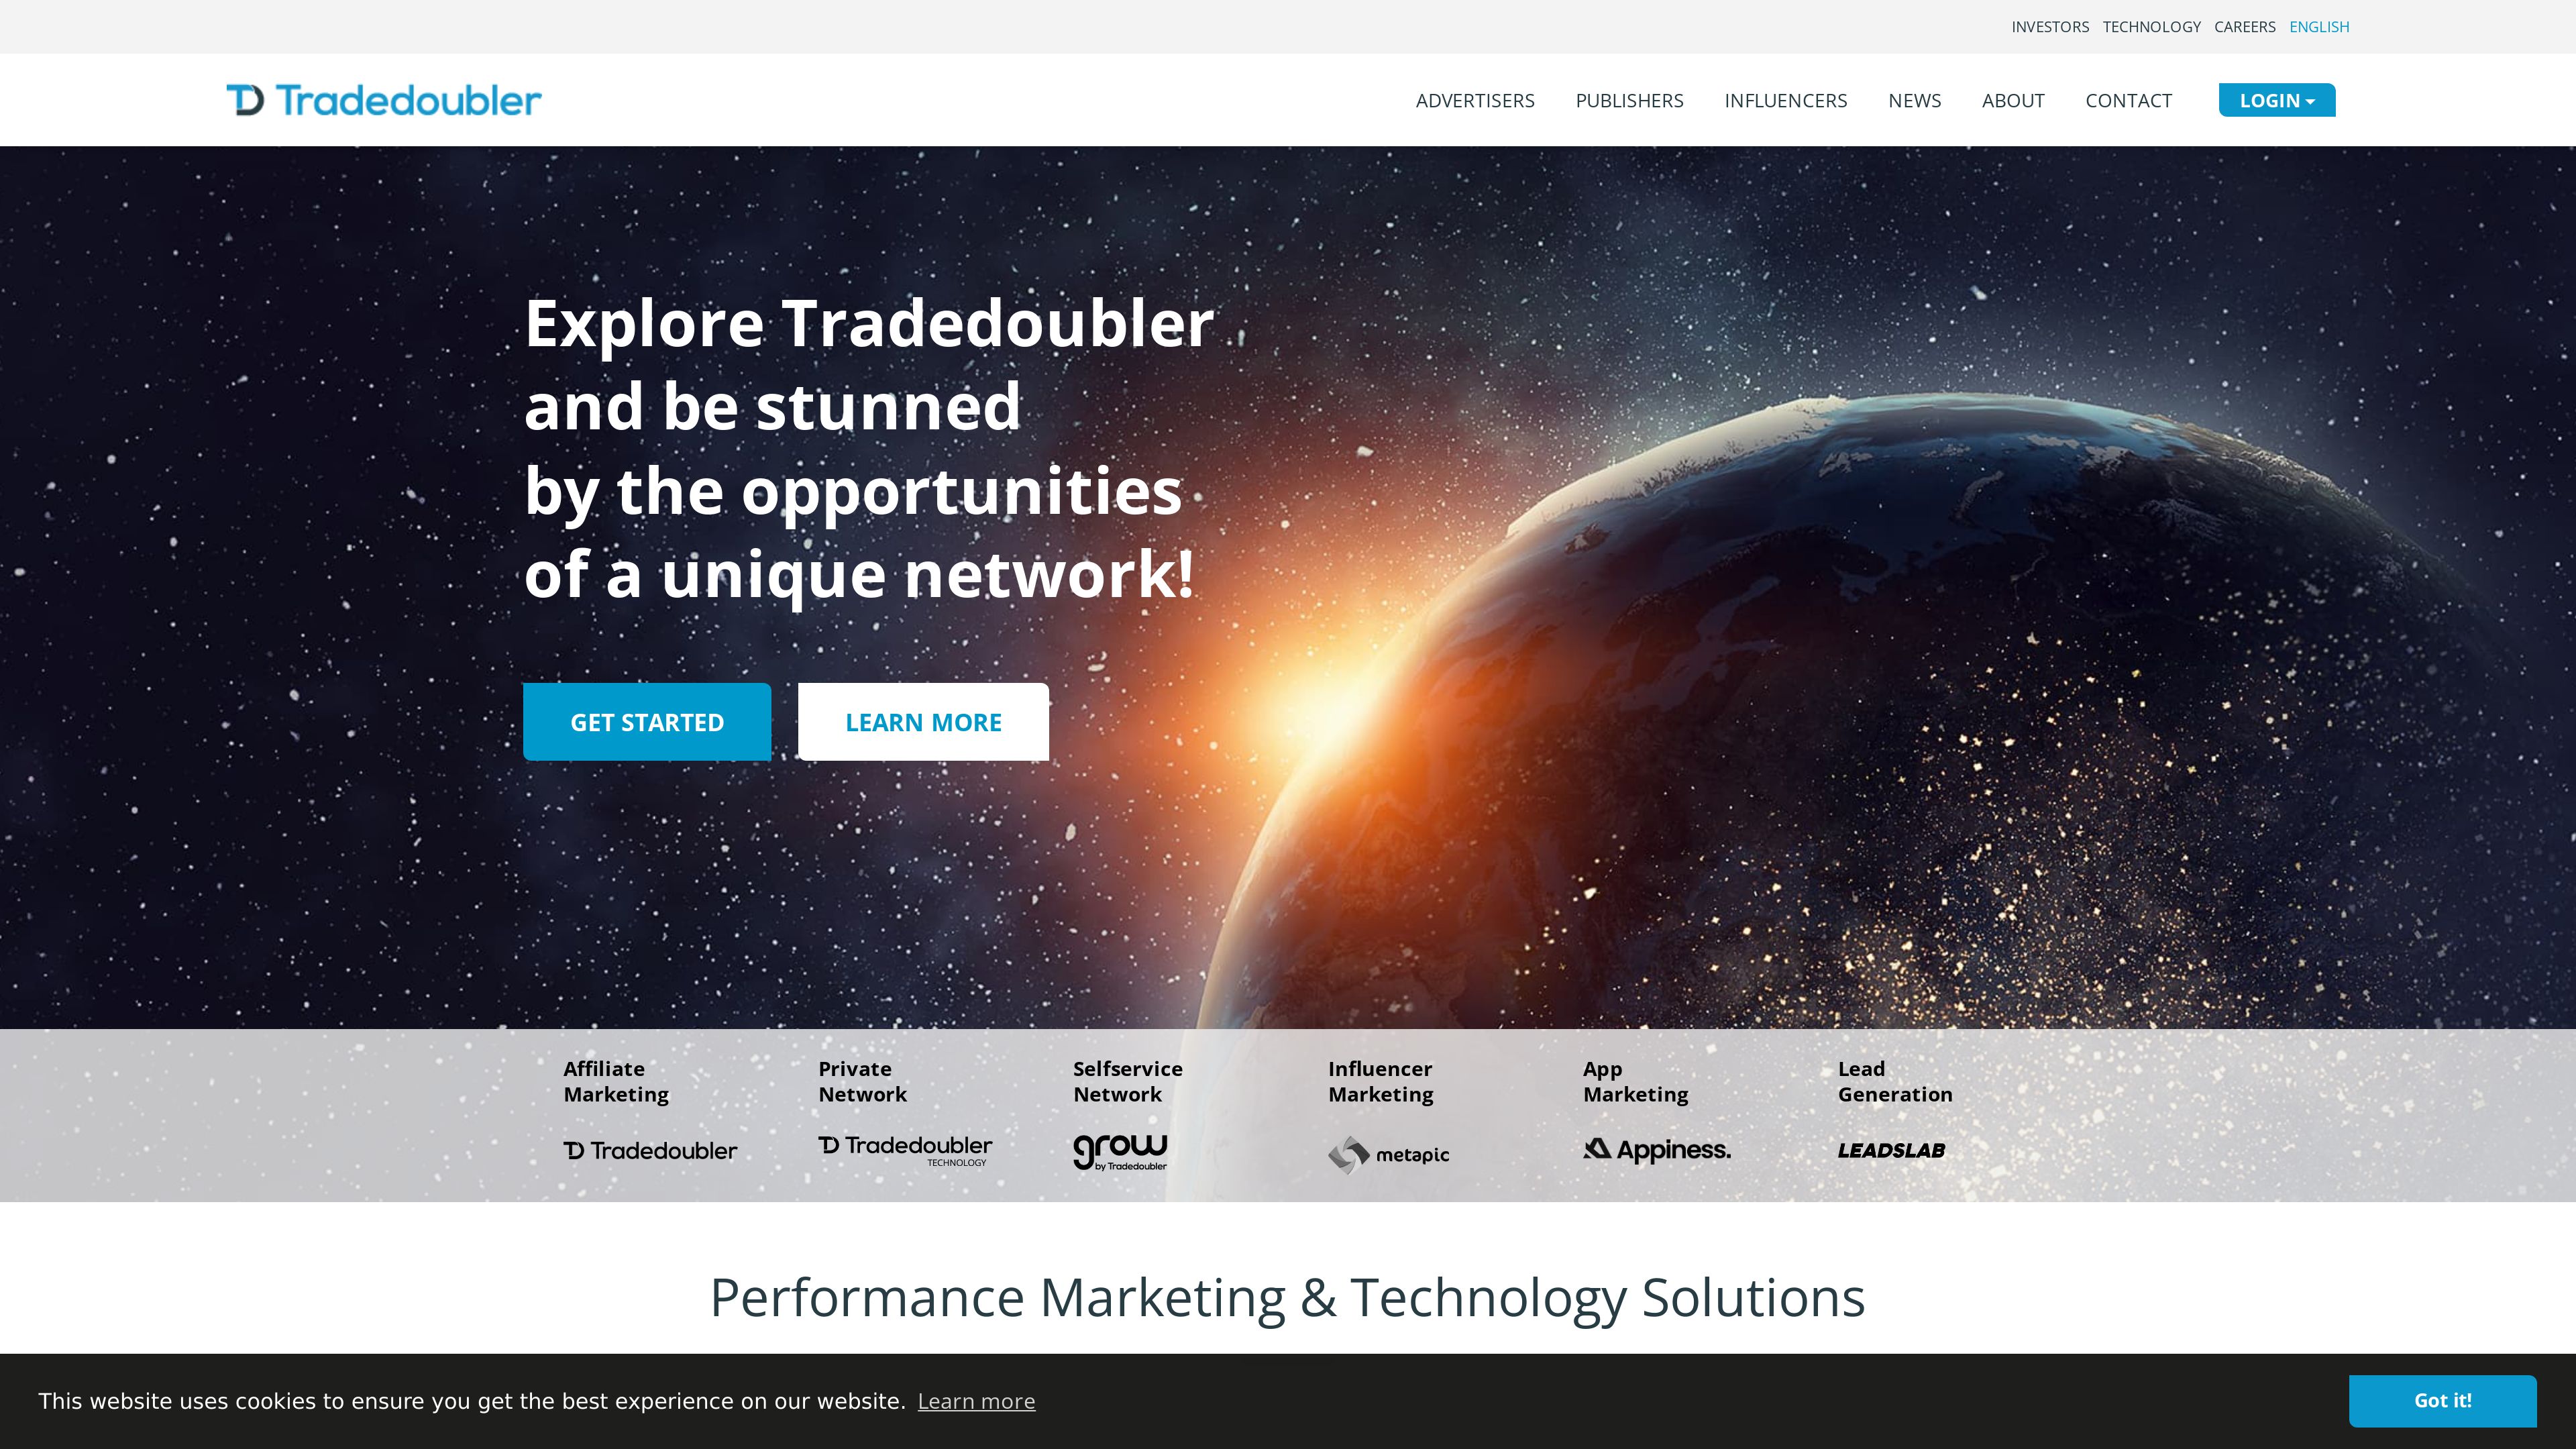 INVESTORS TECHNOLOGY CAREERS ENGLISH
TD Tradedoubler
ADVERTISERS PUBLISHERS INFLUENCERS NEWS ABOUT CONTACT LOGIN
Explore Tradedoubler
and be stunned
by the opportunities
of a unique network!
GET STARTED LEARN MORE
Affiliate
Marketing
TD Tradedoubler
Private
Network
TD Tradedoubler
TECHNOLOGY
Selfservice
Network
grow
by Tradedoubler
Influencer
Marketing
metapic
App
Marketing
Appiness.
Lead
Generation
LEADSLAB
Performance Marketing & Technology Solutions
This website uses cookies to ensure you get the best experience on our website. Learn more
Got it!